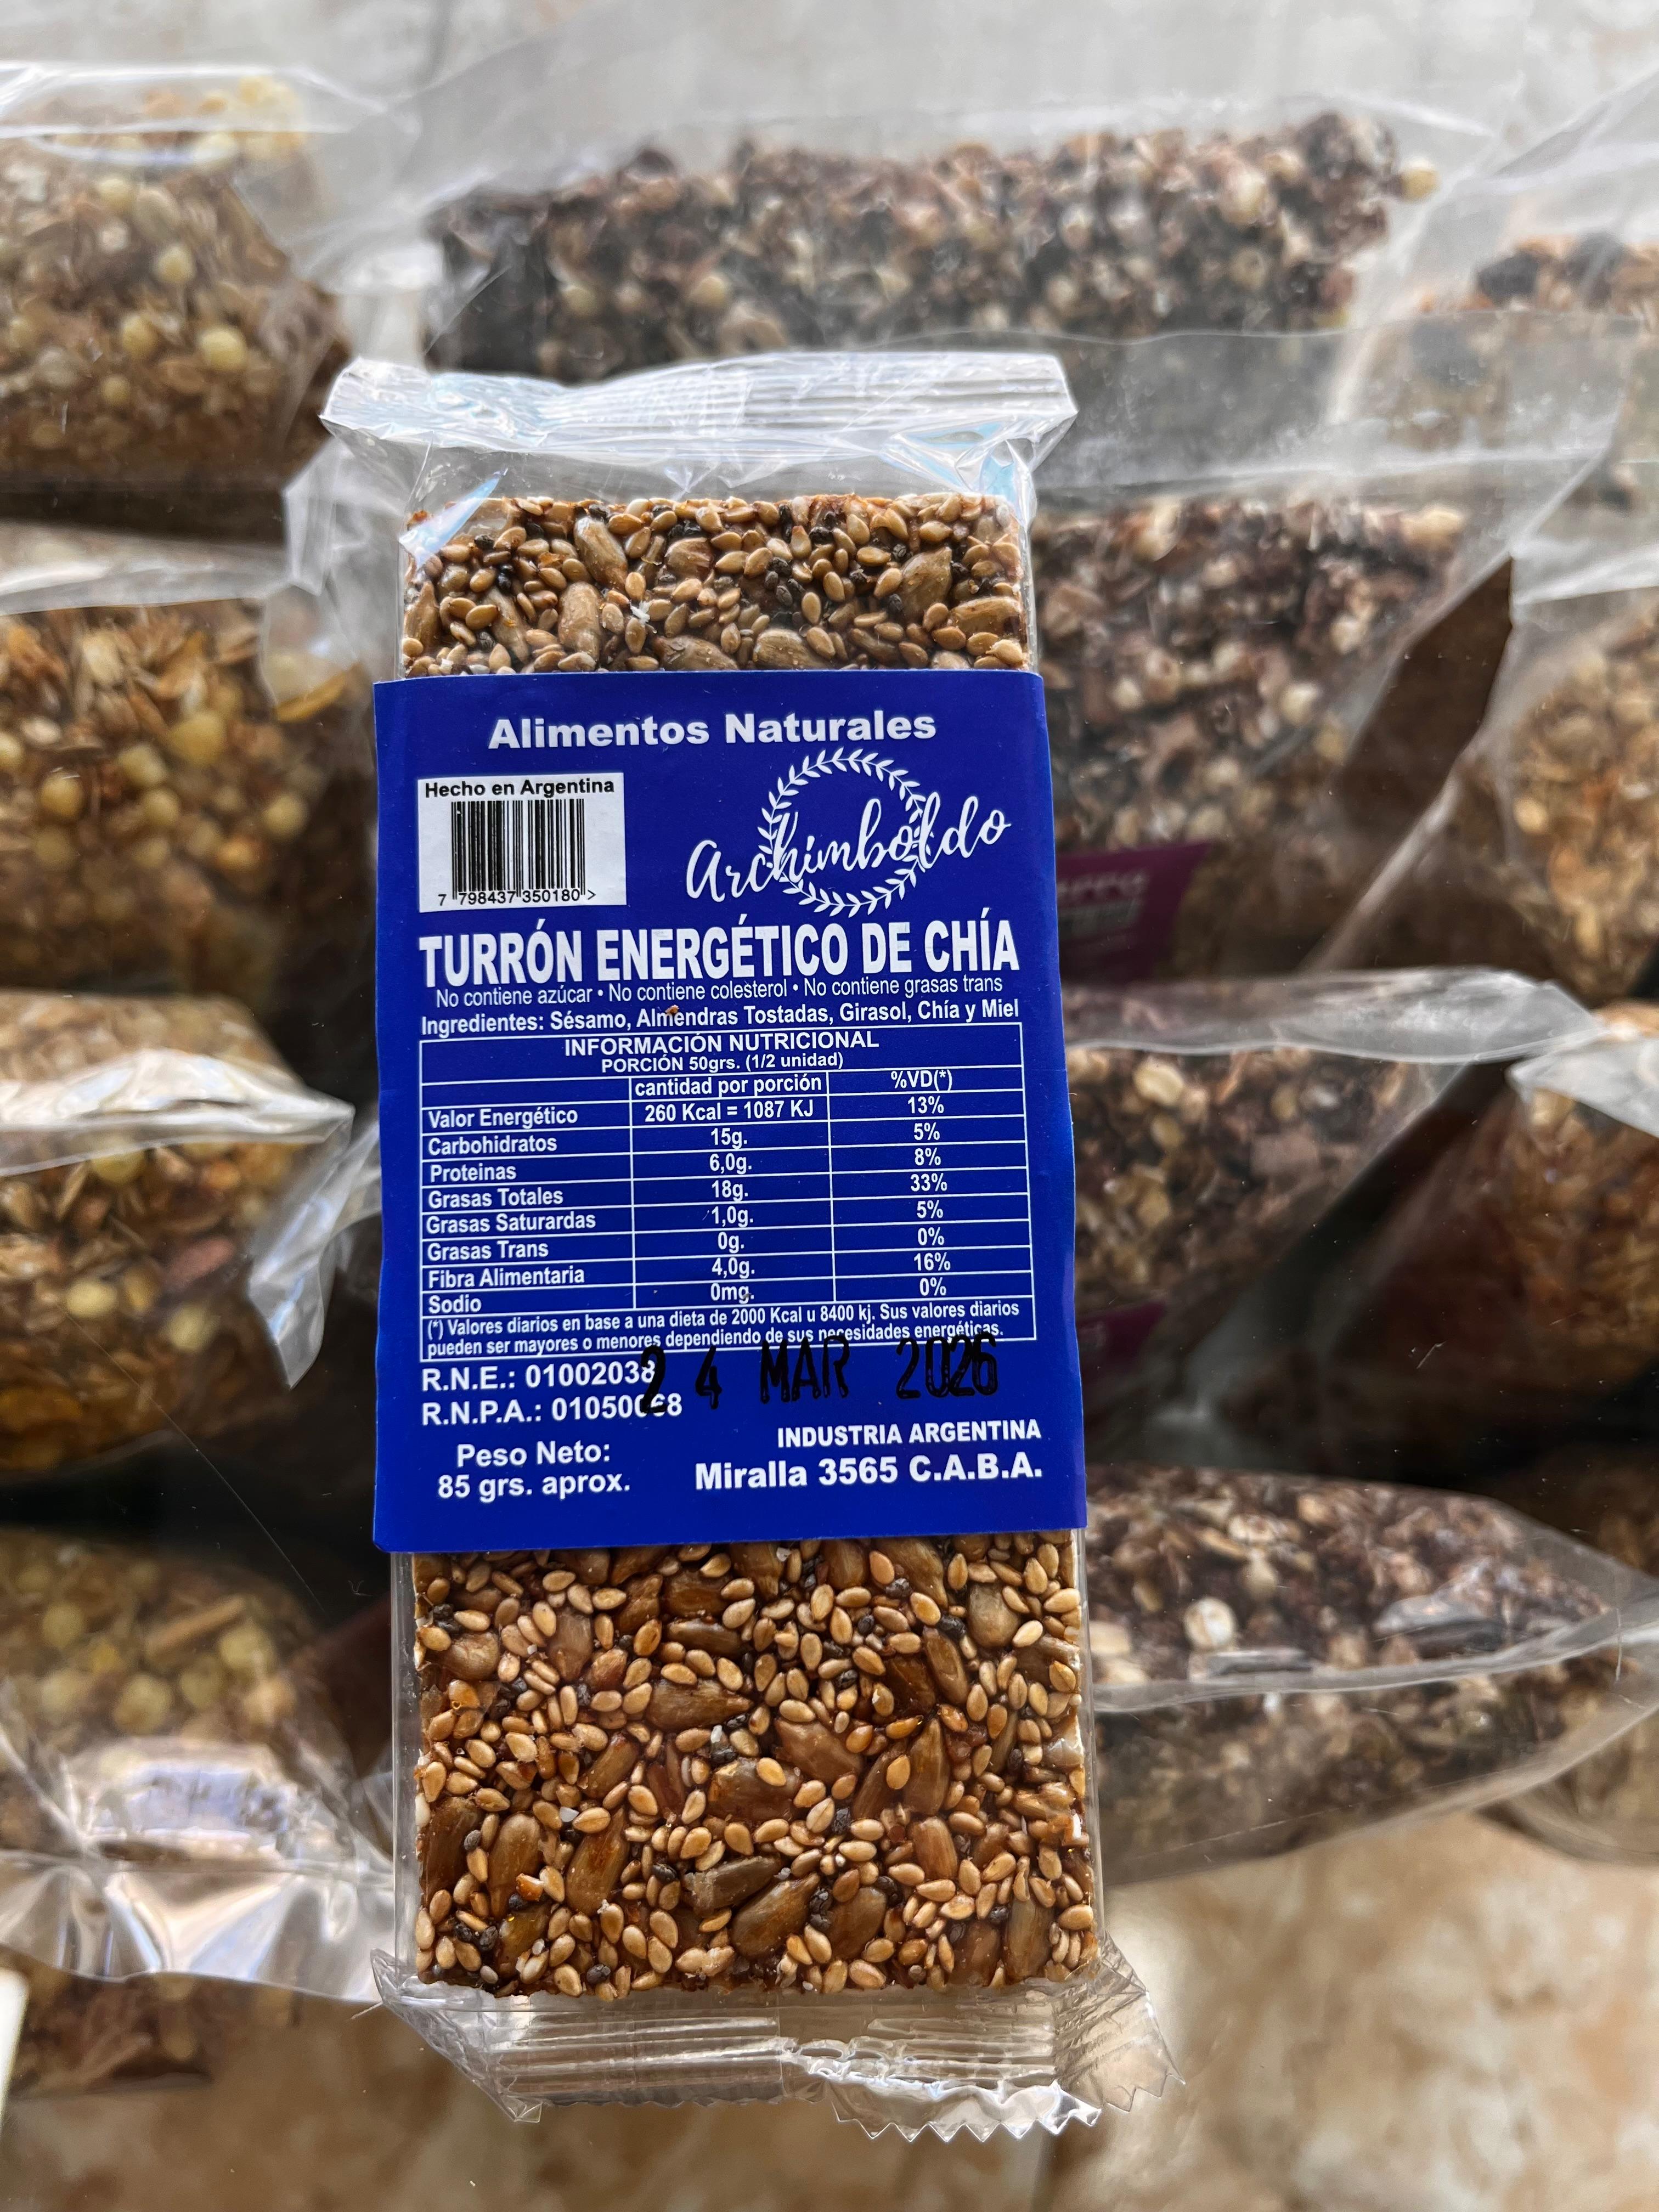 Alimentos Naturales
Hecho en Argentina
7 798437 350180 >
Archimboldo
TURRÓN ENERGÉTICO DE CHÍA
No contiene azúcar • No contiene colesterol • No contiene grasas trans
Ingredientes: Sésamo, Almendras Tostadas, Girasol, Chía y Miel
INFORMACIÓN NUTRICIONAL
PORCIÓN 50grs. (1/2 unidad)
cantidad por porción %VD(*)
Valor Energético 260 Kcal = 1087 KJ 13%
Carbohidratos 15g. 5%
Proteinas 6,0g. 8%
Grasas Totales 18g. 33%
Grasas Saturardas 1,0g. 5%
Grasas Trans 0g. 0%
Fibra Alimentaria 4,0g. 16%
Sodio 0mg. 0%
(*) Valores diarios en base a una dieta de 2000 Kcal u 8400 kj. Sus valores diarios
pueden ser mayores o menores dependiendo de sus necesidades energéticas.
24 MAR 2026
R.N.E.: 01002038
R.N.P.A.:
INDUSTRIA ARGENTINA
Peso Neto:
85 grs. aprox.
Miralla 3565 C.A.B.A.